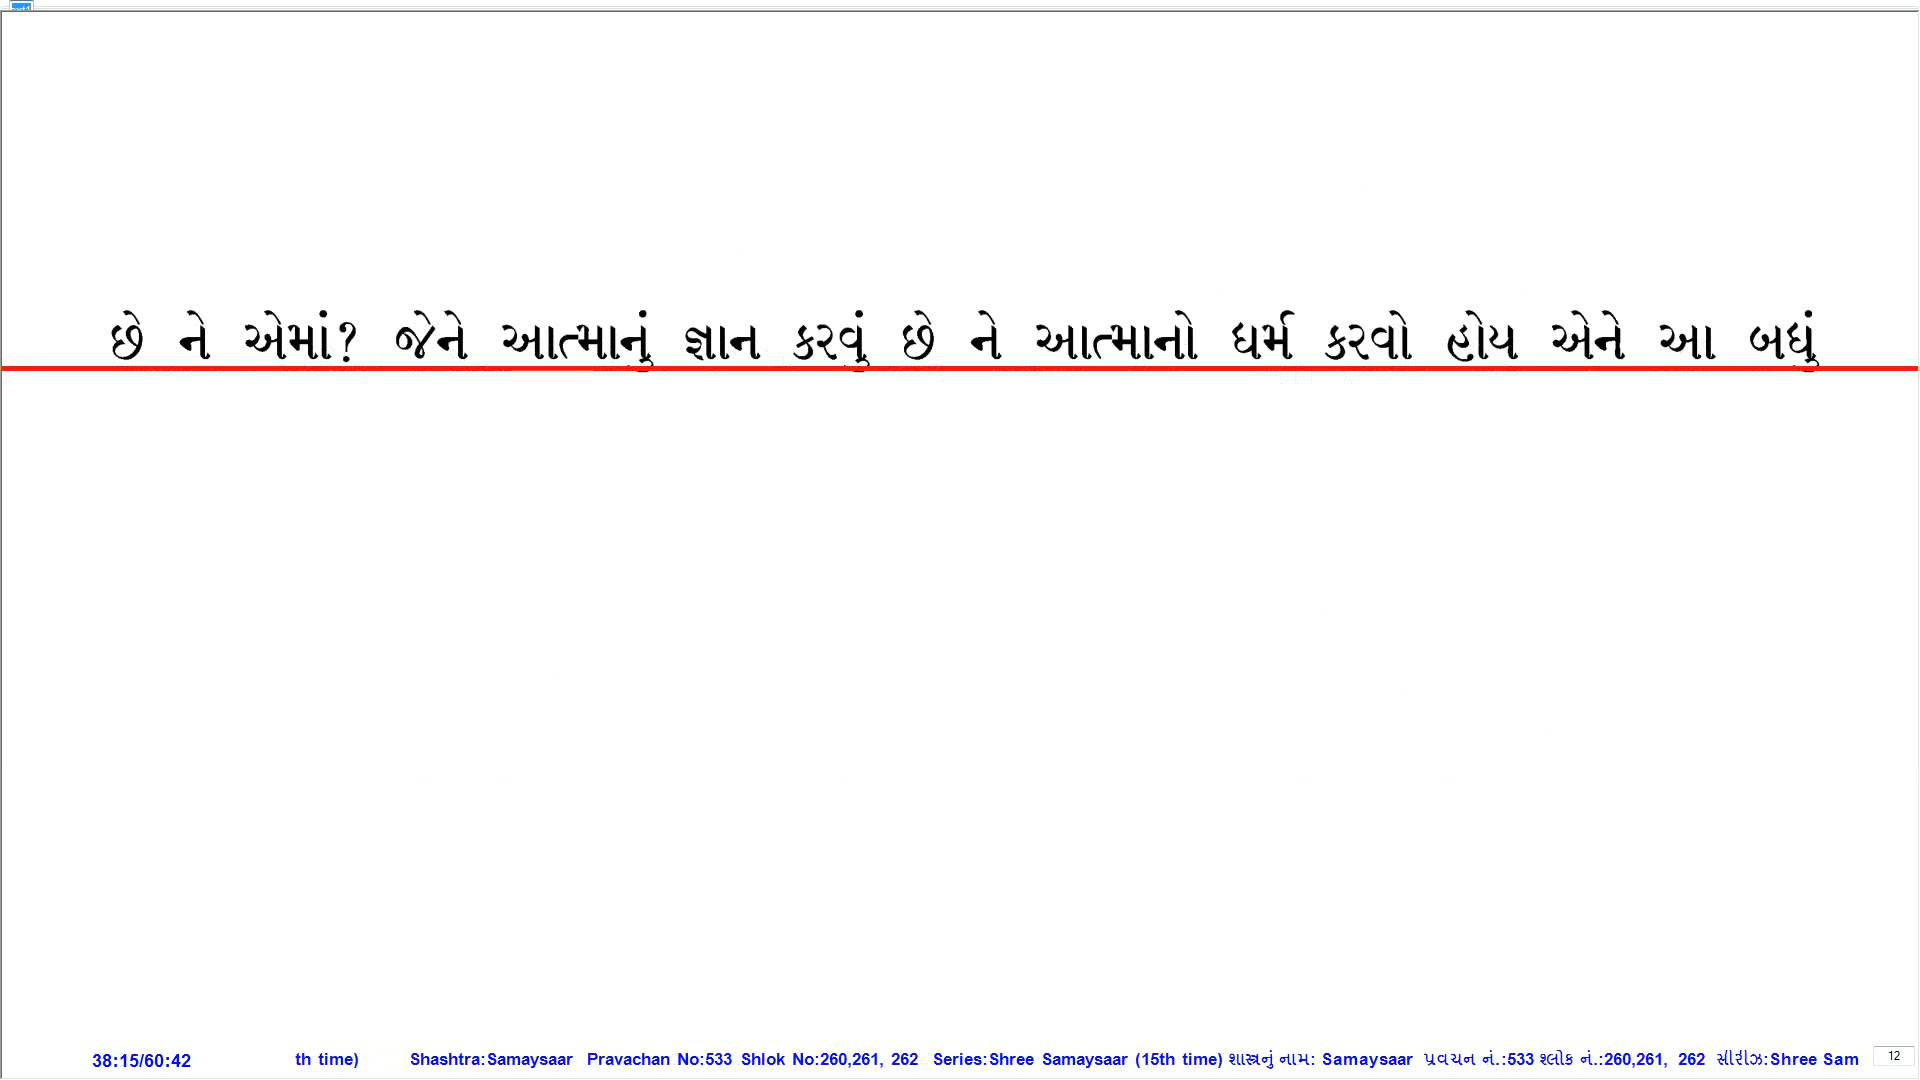 છે ને એમાં? જેને આત્માનું જ્ઞાન કરવું છે ને આત્માનો ધર્મ કરવો હોય એને આ બધું
38:15/60:42 th time) Shashtra:Samaysaar Pravachan No:533 Shlok No:260,261, 262 Series:Shree Samaysaar (15th time) શાસ્ત્રનું નામ: Samaysaar પ્રવચન નં.:533 શ્લોક નં.:260,261, 262 સીરીઝ:Shree Sam 12